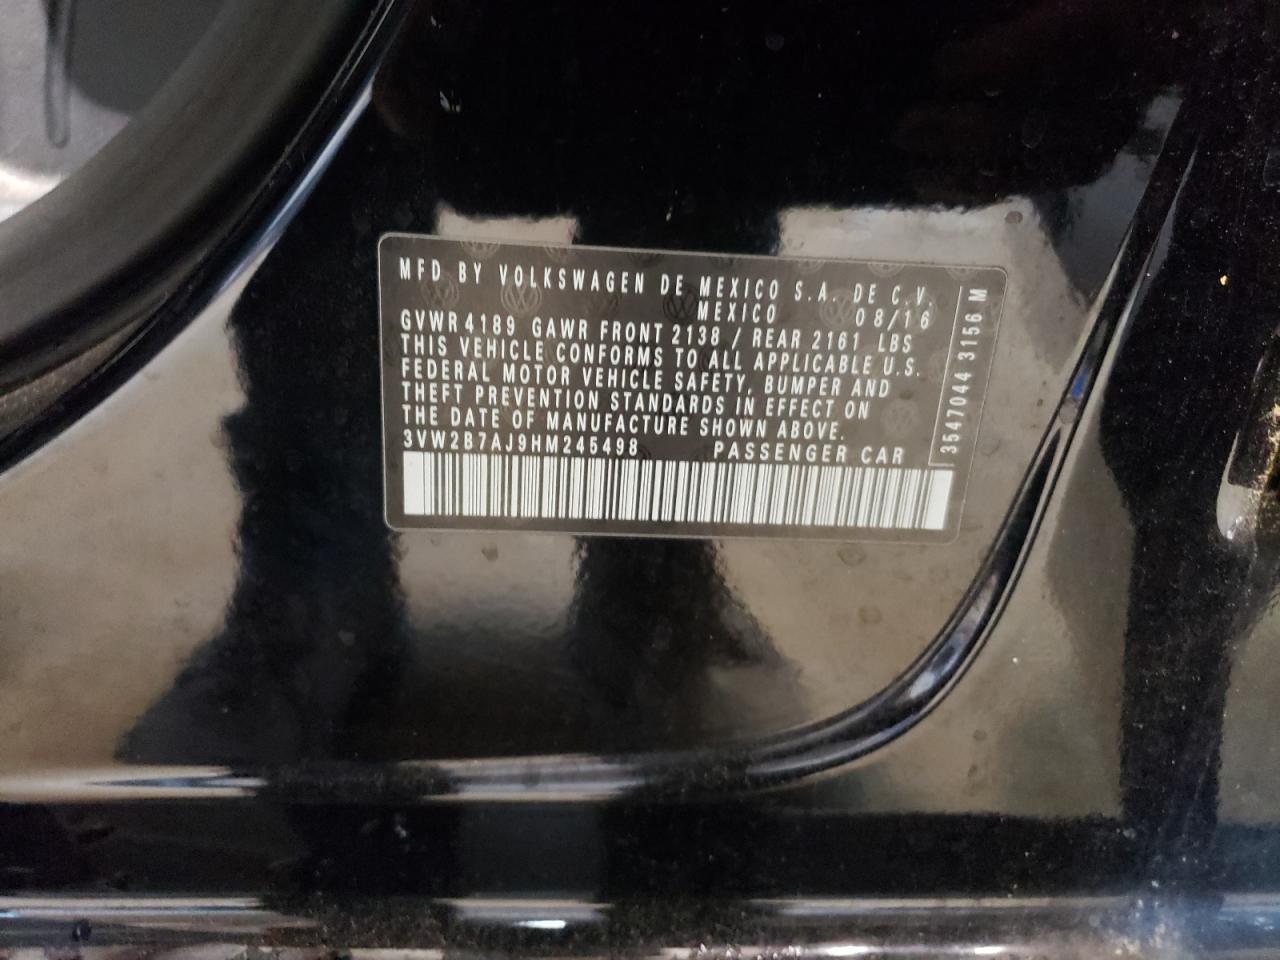 MFD BY VOLKSWAGEN DE MEXICO S.A. DE C.V.
MEXICO 08/16
GVWR 4189 GAWR FRONT 2138 / REAR 2161 LBS
THIS VEHICLE CONFORMS TO ALL APPLICABLE U.S.
FEDERAL MOTOR VEHICLE SAFETY, BUMPER AND
THEFT PREVENTION STANDARDS IN EFFECT ON
THE DATE OF MANUFACTURE SHOWN ABOVE.
3VW2B7AJ9HM245498 PASSENGER CAR
3547044 3156 M